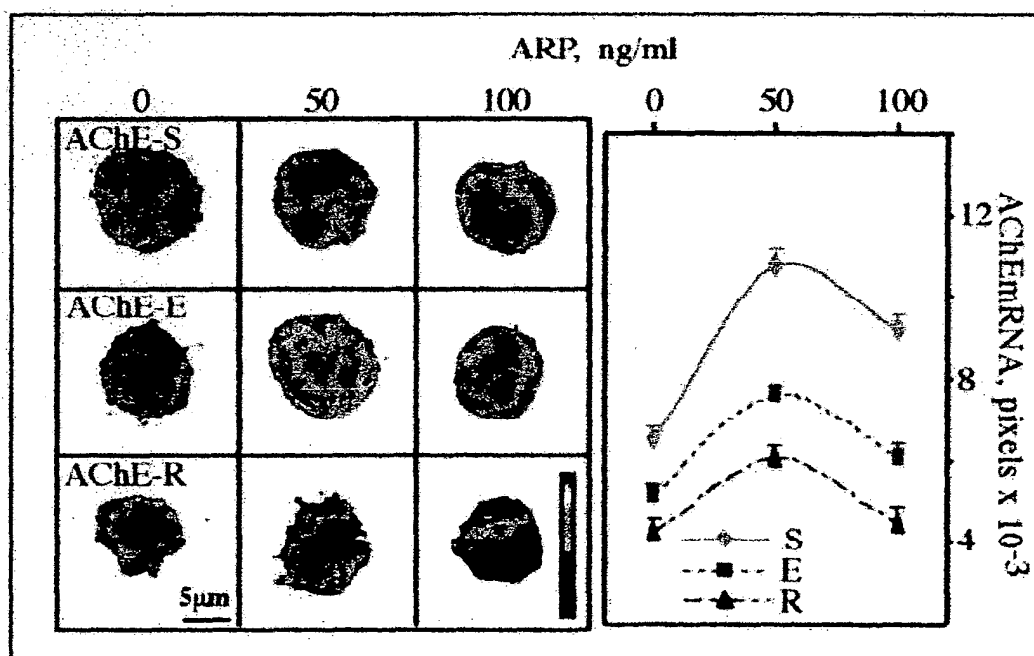 ARP, ng/ml
0 50 100
0 50 100
AChE-S
AChE-E
AChE-R
5µm
12
8
4
AChEmRNA, pixels x 10-3
S
E
R